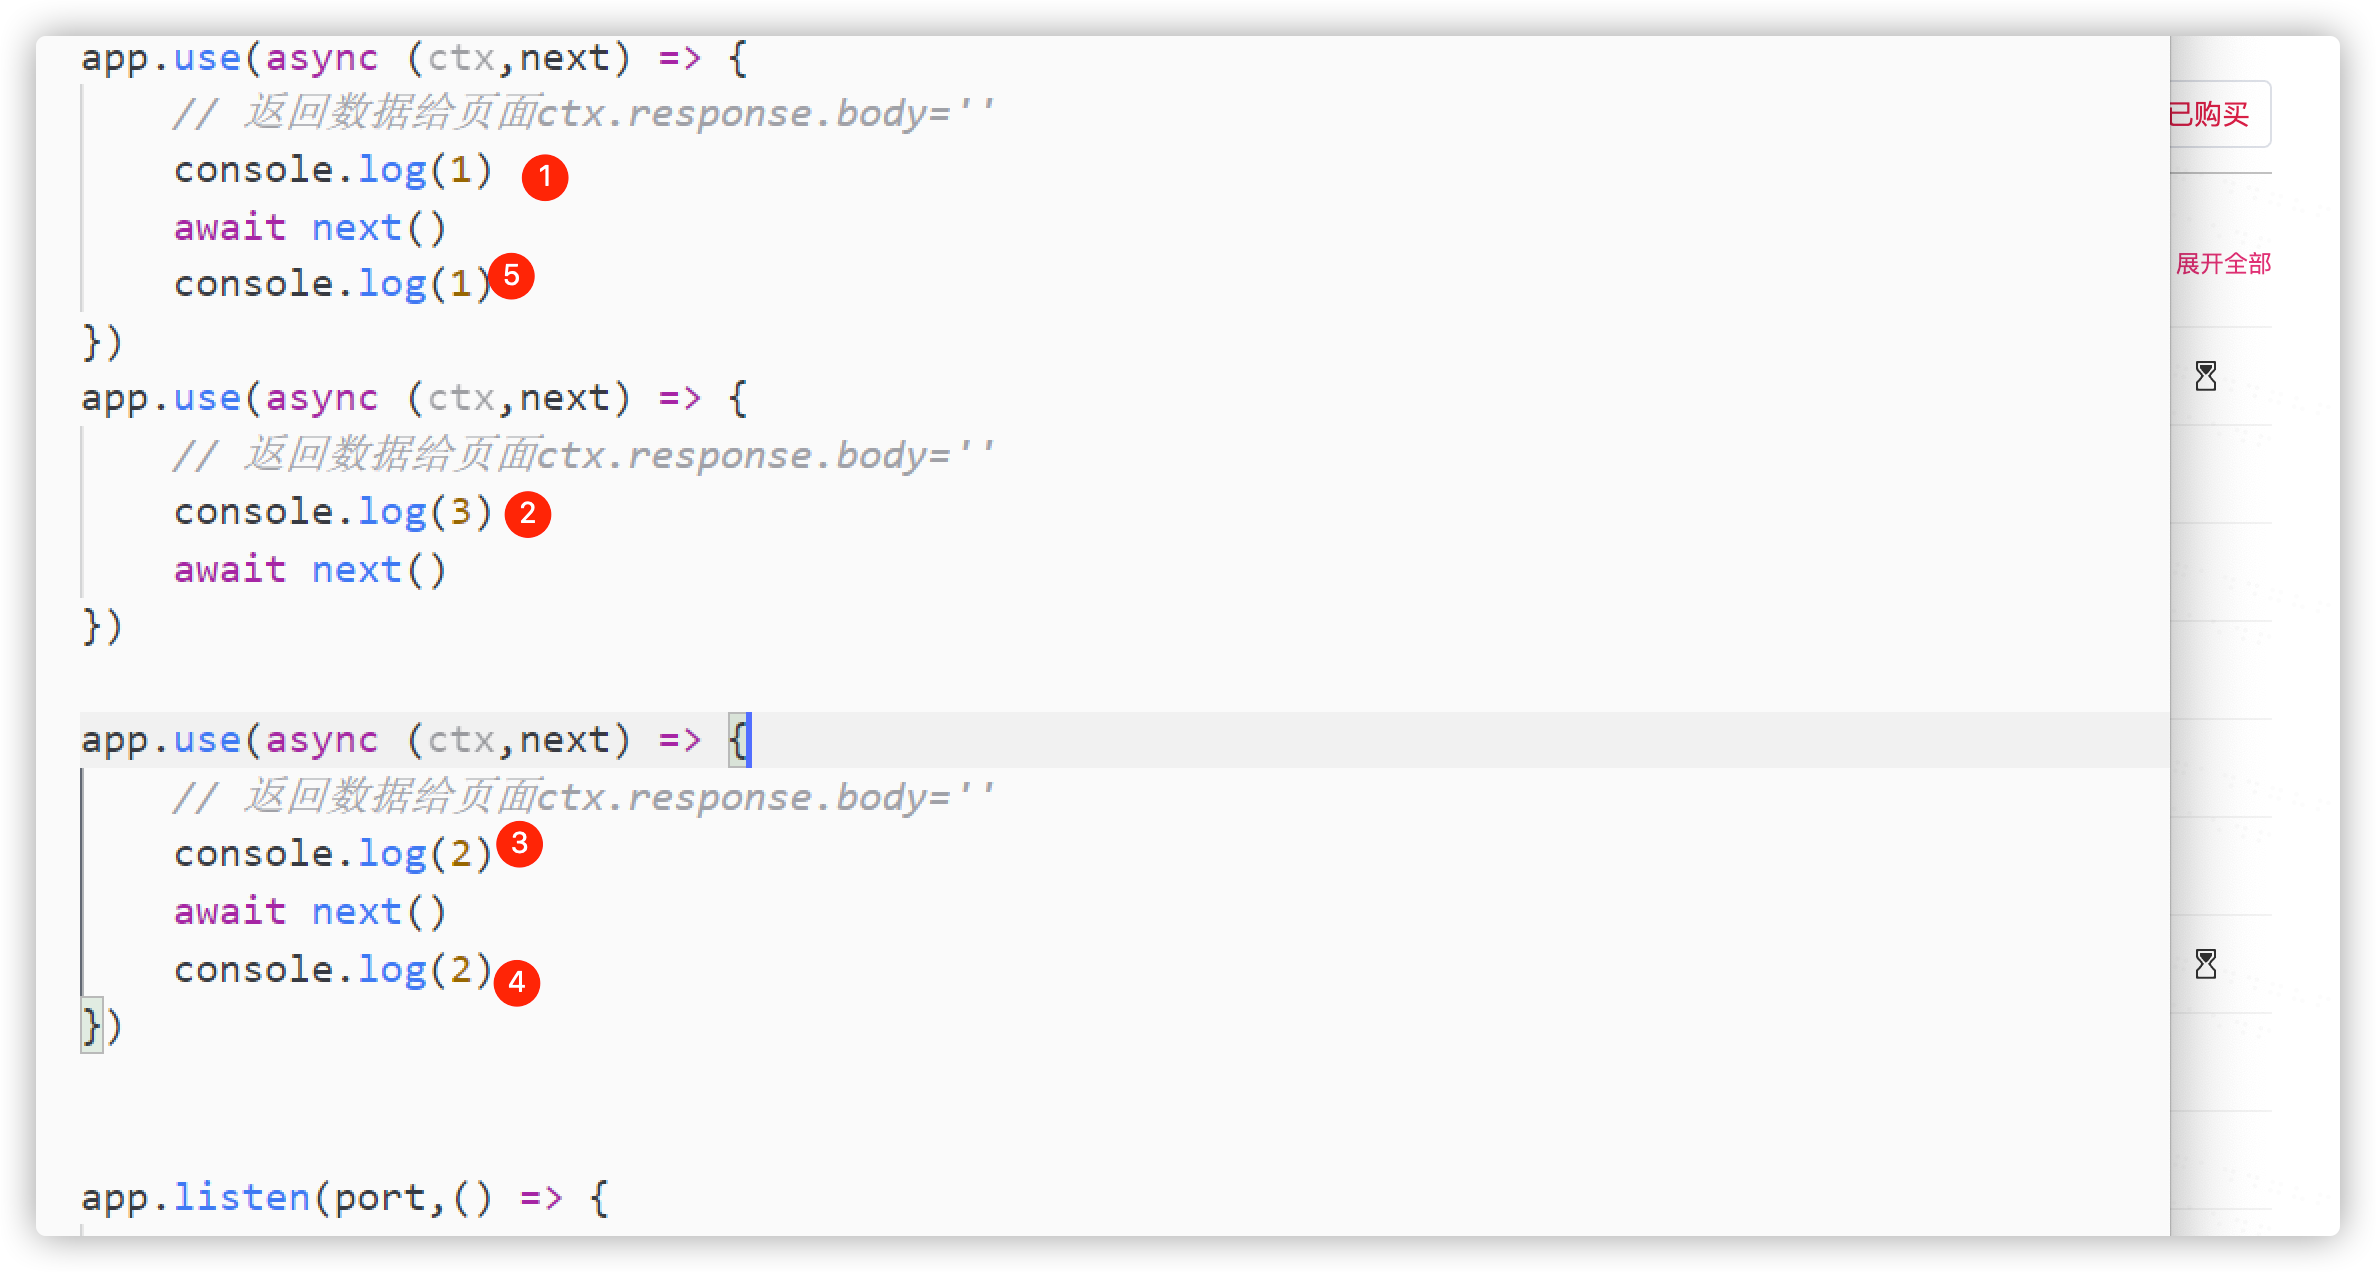 app.use(async (ctx,next) => {
// 返回数据给页面ctx.response.body=''
console.log(1) 1
await next()
console.log(1) 5
})
app.use(async (ctx,next) => {
// 返回数据给页面ctx.response.body=''
console.log(3) 2
await next()
})
app.use(async (ctx,next) => {
// 返回数据给页面ctx.response.body=''
console.log(2) 3
await next()
console.log(2) 4
})
app.listen(port,() => {
已购买
展开全部